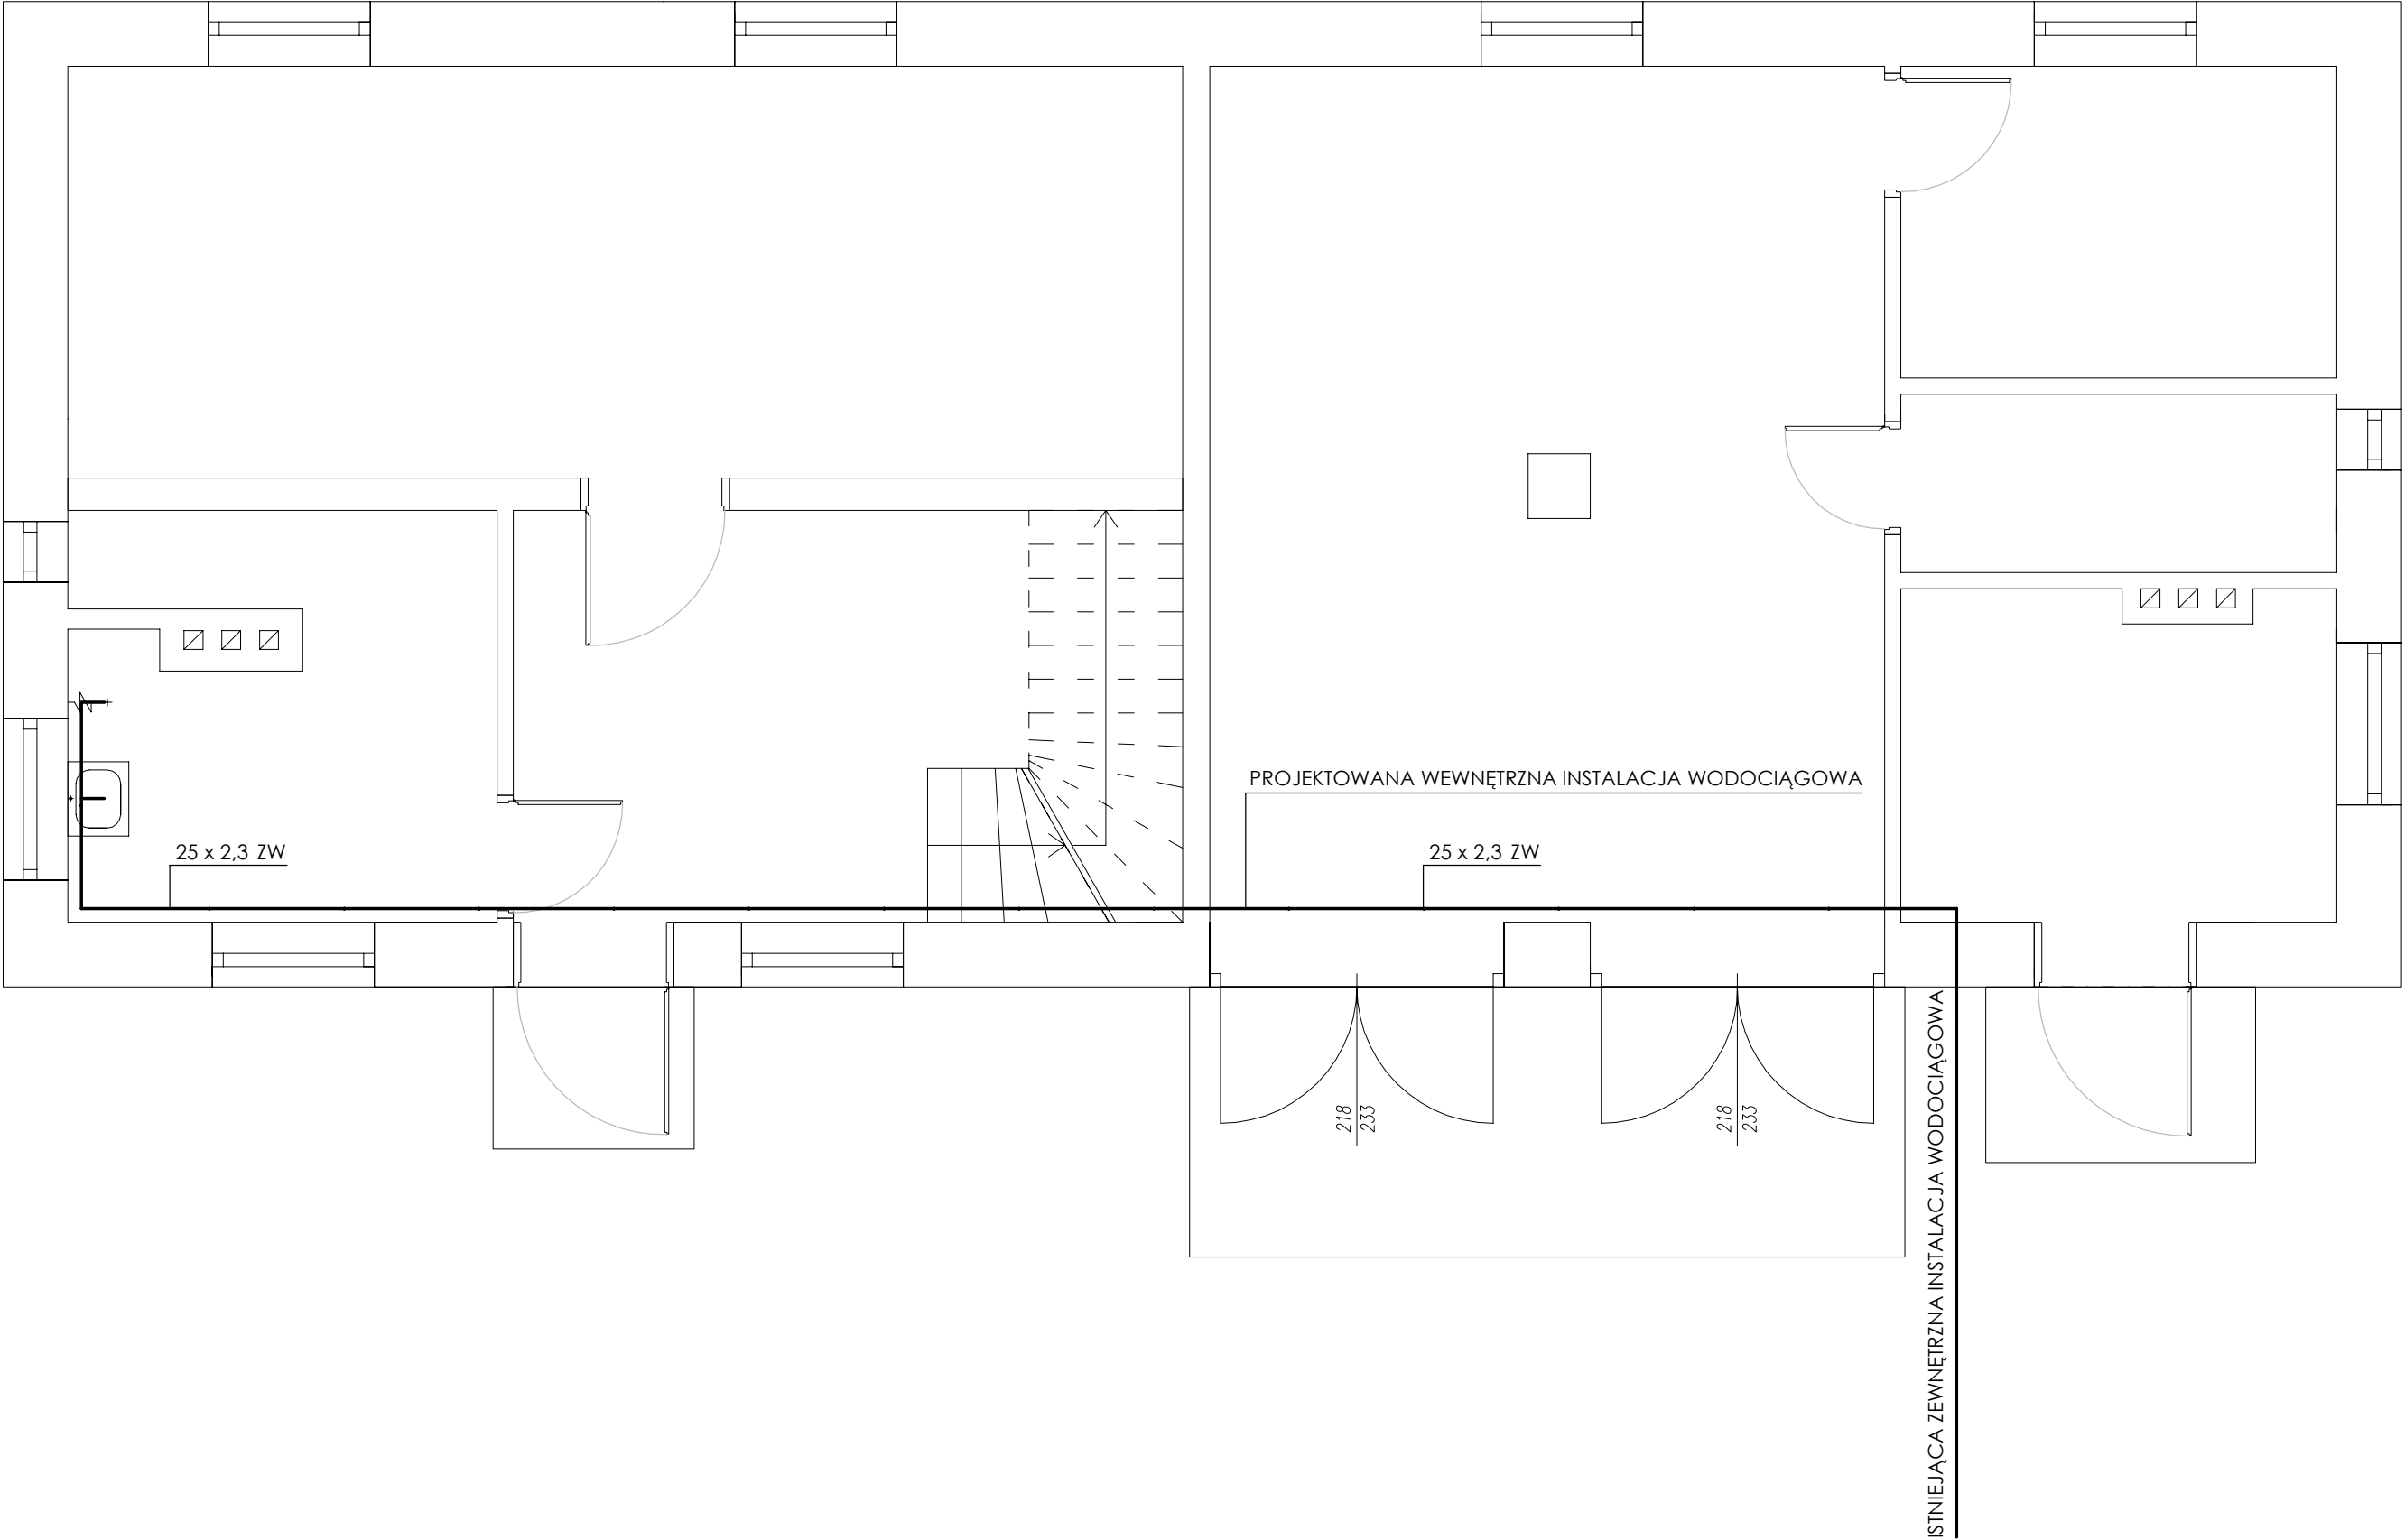 PROJEKTOWANA WEWNĘTRZNA INSTALACJA WODOCIĄGOWA
25 x 2,3 ZW
25 x 2,3 ZW
ISTNIEJĄCA ZEWNĘTRZNA INSTALACJA WODOCIĄGOWA
218
233
218
233